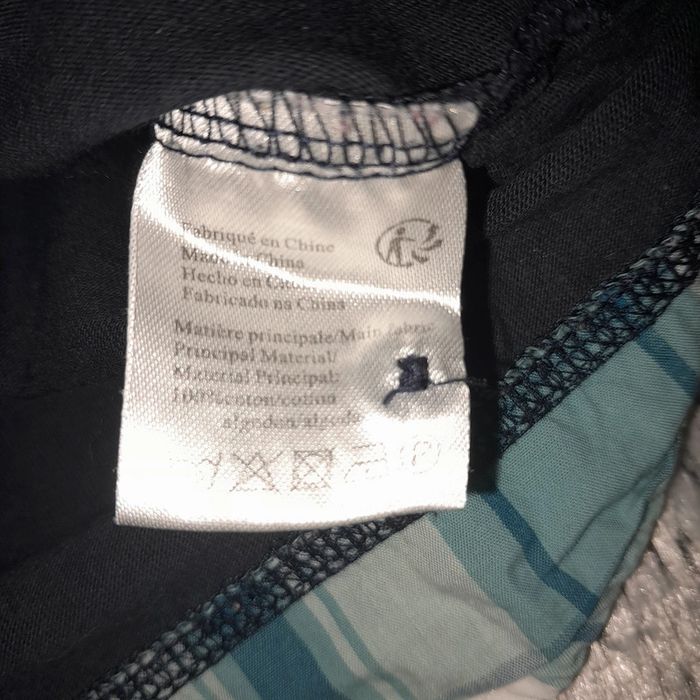 Fabriqué en Chine
Made in China
Hecho en China
Fabricado na China
Matière principale/Main fabric
Principal Material/
Material Principal:
100%coton/cotton
algodon/algodão